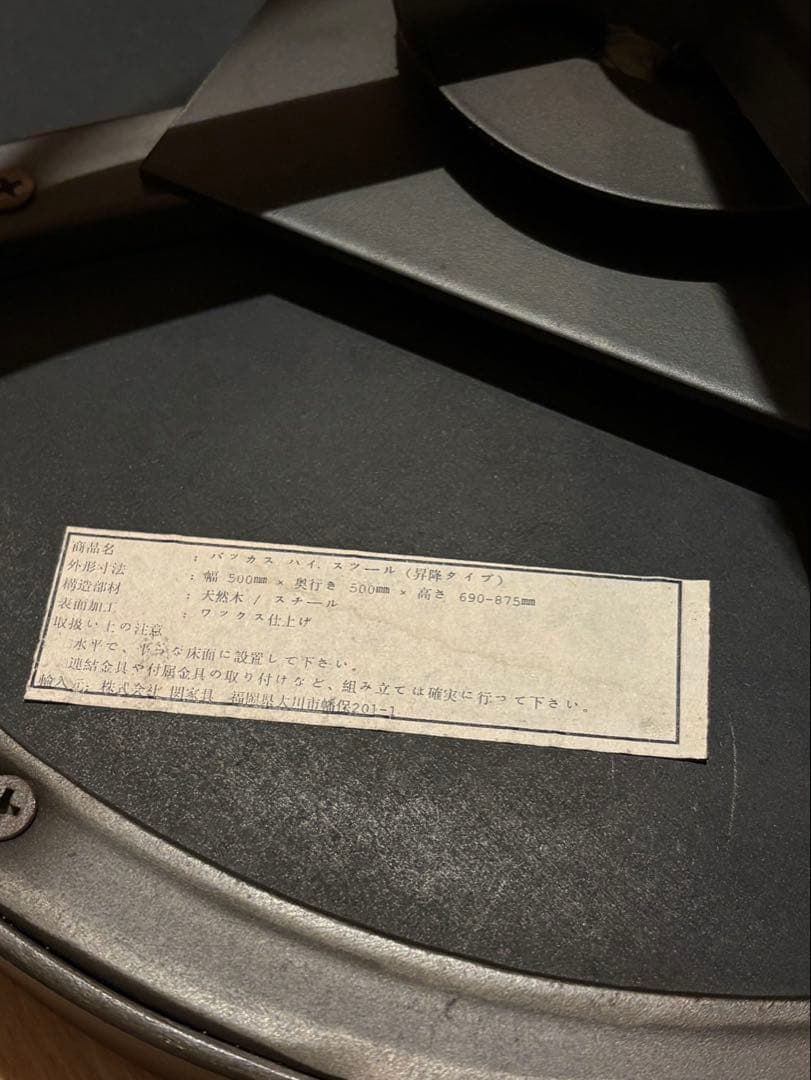 商品名 : バッカス ハイ.スツール (昇降タイプ)
外形寸法 : 幅 500㎜ × 奥行き 500㎜ × 高さ 690-875㎜
構造部材 : 天然木 / スチール
表面加工 : ワックス仕上げ
取扱い上の注意
水平で、平らな床面に設置して下さい。
連結金具や付属金具の取り付けなど、組み立ては確実に行って下さい。
輸入元: 株式会社 関家具 福岡県大川市幡保201-1